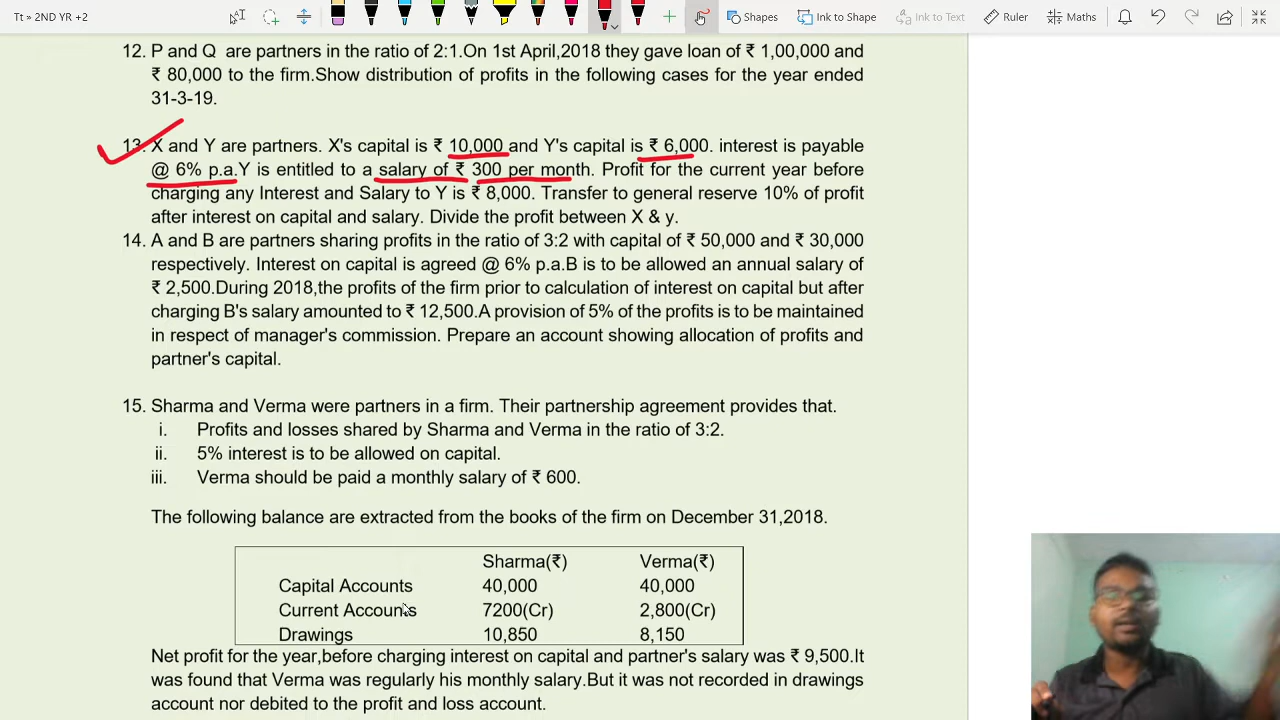 Tt » 2ND YR +2
Shapes Ink to Shape Ink to Text Ruler Maths
12. P and Q are partners in the ratio of 2:1.On 1st April,2018 they gave loan of ₹ 1,00,000 and
₹ 80,000 to the firm.Show distribution of profits in the following cases for the year ended
31-3-19.
13. X and Y are partners. X's capital is ₹ 10,000 and Y's capital is ₹ 6,000. interest is payable
@ 6% p.a.Y is entitled to a salary of ₹ 300 per month. Profit for the current year before
charging any Interest and Salary to Y is ₹ 8,000. Transfer to general reserve 10% of profit
after interest on capital and salary. Divide the profit between X & y.
14. A and B are partners sharing profits in the ratio of 3:2 with capital of ₹ 50,000 and ₹ 30,000
respectively. Interest on capital is agreed @ 6% p.a.B is to be allowed an annual salary of
₹ 2,500.During 2018,the profits of the firm prior to calculation of interest on capital but after
charging B's salary amounted to ₹ 12,500.A provision of 5% of the profits is to be maintained
in respect of manager's commission. Prepare an account showing allocation of profits and
partner's capital.
15. Sharma and Verma were partners in a firm. Their partnership agreement provides that.
i. Profits and losses shared by Sharma and Verma in the ratio of 3:2.
ii. 5% interest is to be allowed on capital.
iii. Verma should be paid a monthly salary of ₹ 600.
The following balance are extracted from the books of the firm on December 31,2018.
Sharma(₹) Verma(₹)
Capital Accounts 40,000 40,000
Current Accounts 7200(Cr) 2,800(Cr)
Drawings 10,850 8,150
Net profit for the year,before charging interest on capital and partner's salary was ₹ 9,500.It
was found that Verma was regularly his monthly salary.But it was not recorded in drawings
account nor debited to the profit and loss account.